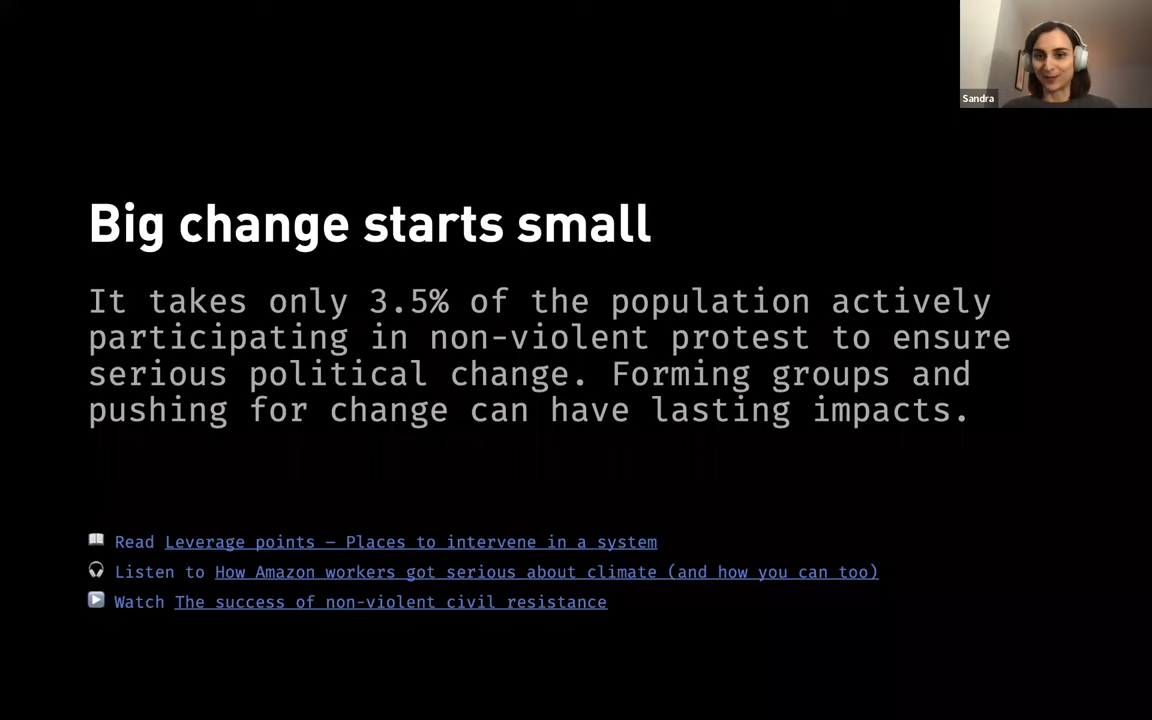 Sandra
Big change starts small
It takes only 3.5% of the population actively
participating in non-violent protest to ensure
serious political change. Forming groups and
pushing for change can have lasting impacts.
Read Leverage points – Places to intervene in a system
Listen to How Amazon workers got serious about climate (and how you can too)
Watch The success of non-violent civil resistance